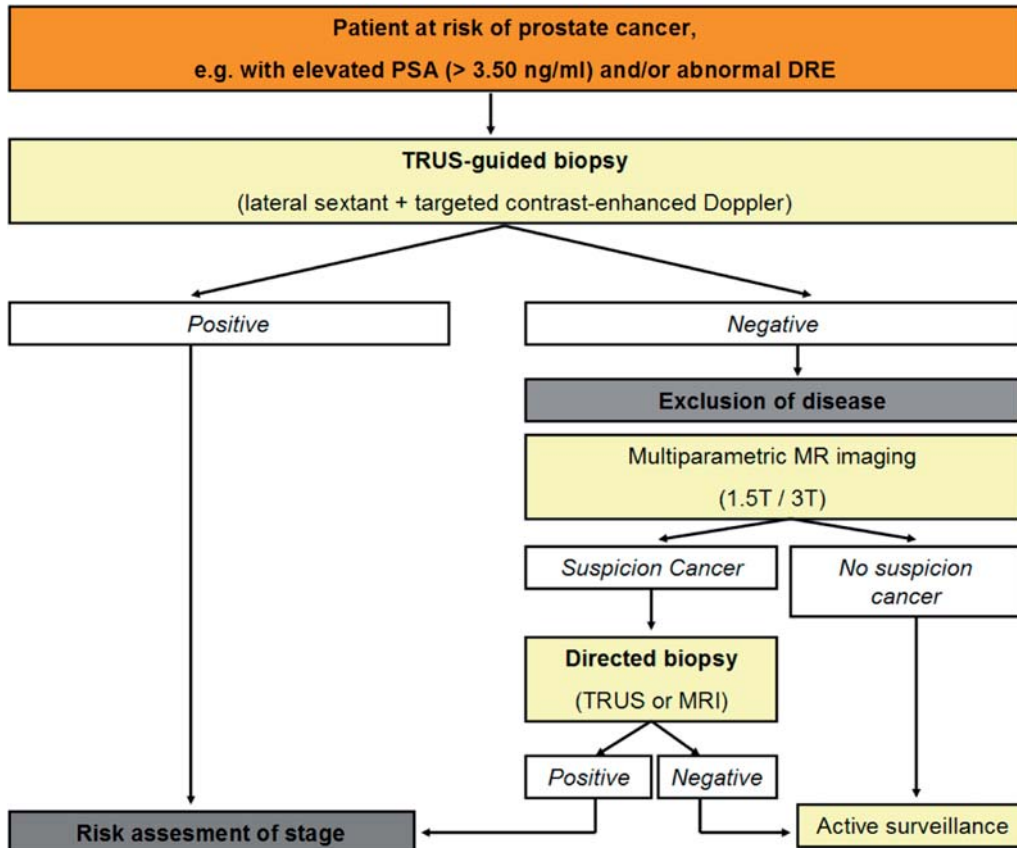 Patient at risk of prostate cancer,
e.g. with elevated PSA (> 3.50 ng/ml) and/or abnormal DRE
TRUS-guided biopsy
(lateral sextant + targeted contrast-enhanced Doppler)
Positive
Negative
Exclusion of disease
Multiparametric MR imaging
(1.5T / 3T)
Suspicion Cancer
No suspicion
cancer
Directed biopsy
(TRUS or MRI)
Positive
Negative
Risk assesment of stage
Active surveillance